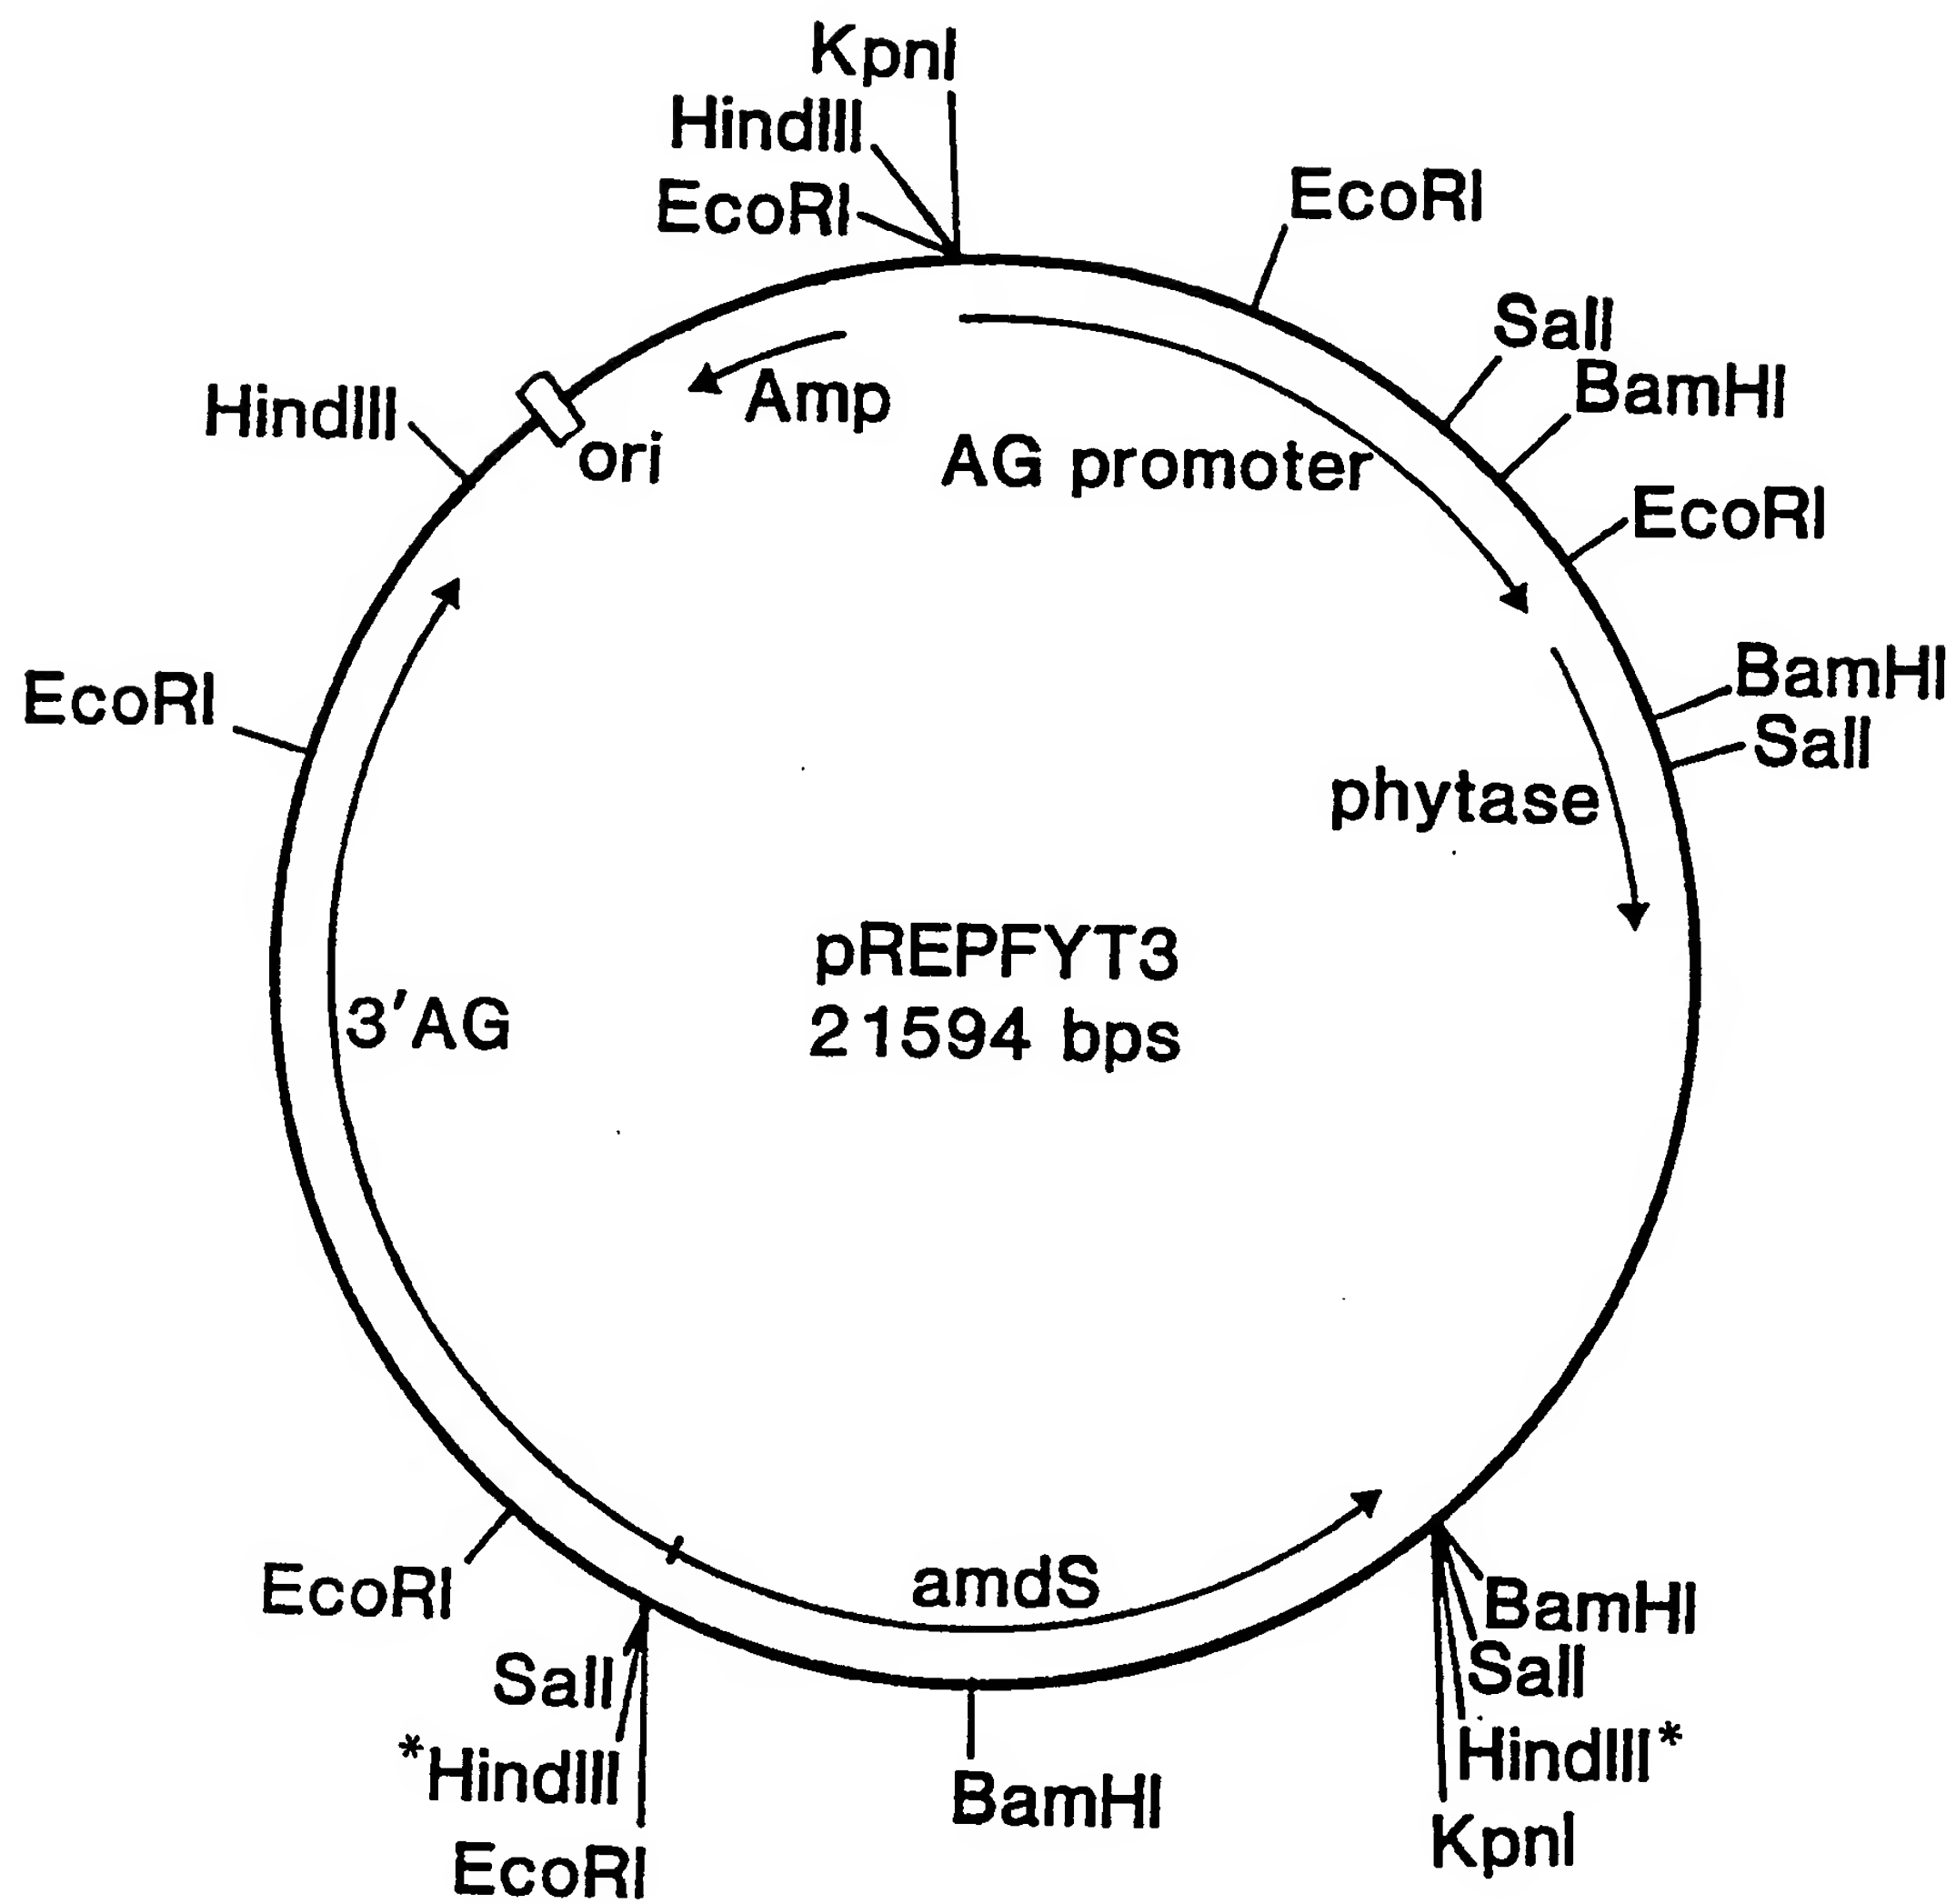 KpnI
HindIII
EcoRI
EcoRI
SalI
BamHI
HindIII
Amp
ori
AG promoter
EcoRI
EcoRI
BamHI
SalI
phytase
pREPFYT3
21594 bps
3'AG
amdS
EcoRI
BamHI
SalI
SalI
HindIII*
*HindIII
BamHI
KpnI
EcoRI